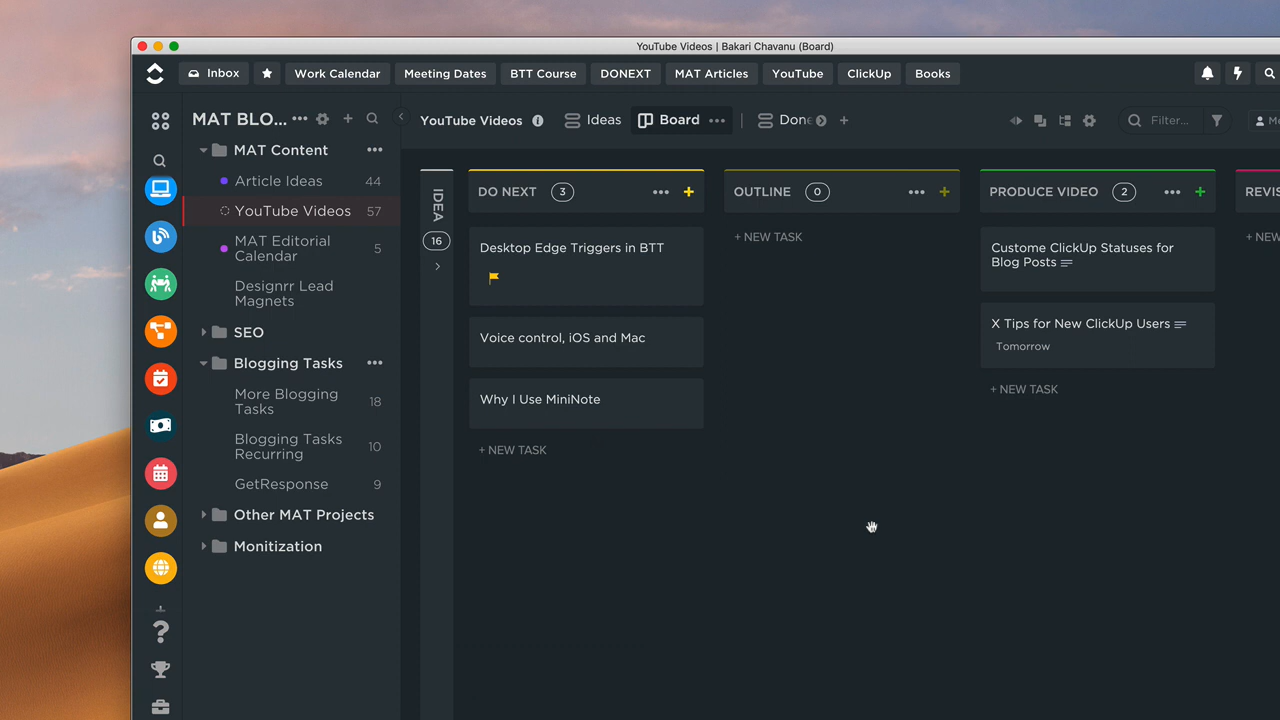 YouTube Videos | Bakari Chavanu (Board)
Inbox
Work Calendar
Meeting Dates
BTT Course
DONEXT
MAT Articles
YouTube
ClickUp
Books
MAT BLO...
MAT Content
Article Ideas 44
YouTube Videos 57
MAT Editorial
Calendar 5
Designrr Lead
Magnets
SEO
Blogging Tasks
More Blogging
Tasks 18
Blogging Tasks
Recurring 10
GetResponse 9
Other MAT Projects
Monitization
YouTube Videos
Ideas
Board
Done
Filter...
Me
IDEA
16
DO NEXT 3
Desktop Edge Triggers in BTT
Voice control, iOS and Mac
Why I Use MiniNote
+ NEW TASK
OUTLINE 0
+ NEW TASK
PRODUCE VIDEO 2
Custome ClickUp Statuses for
Blog Posts
X Tips for New ClickUp Users
Tomorrow
+ NEW TASK
REVIS
+ NEW